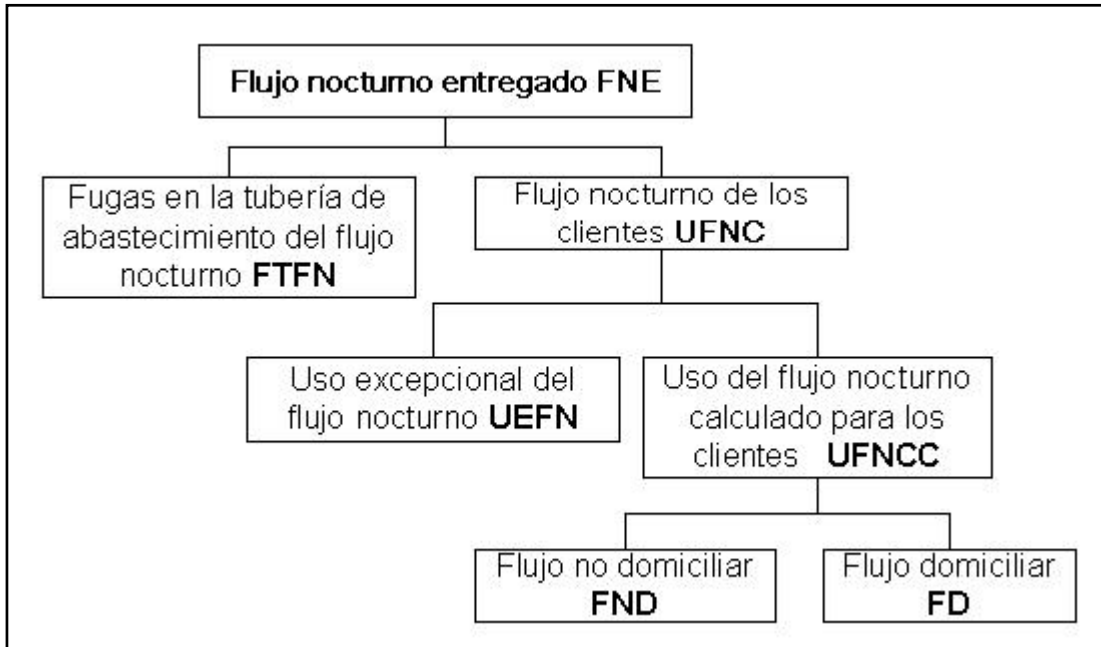 Flujo nocturno entregado FNE
Fugas en la tubería de
abastecimiento del flujo
nocturno FTFN
Flujo nocturno de los
clientes UFNC
Uso excepcional del
flujo nocturno UEFN
Uso del flujo nocturno
calculado para los
clientes UFNCC
Flujo no domiciliar
FND
Flujo domiciliar
FD